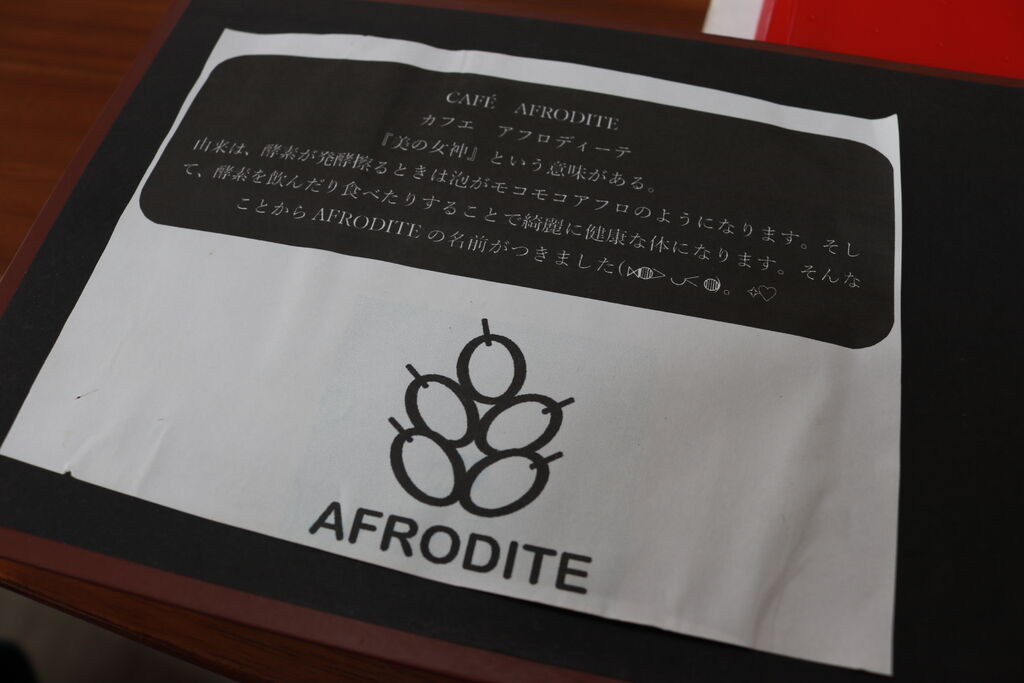 CAFÉ AFRODITE
カフェ アフロディーテ
『美の女神』という意味がある。
由来は、酵素が発酵擦るときは泡がモコモコアフロのようになります。そし
て、酵素を飲んだり食べたりすることで綺麗に健康な体になります。そんな
ことから AFRODITE の名前がつきました
AFRODITE